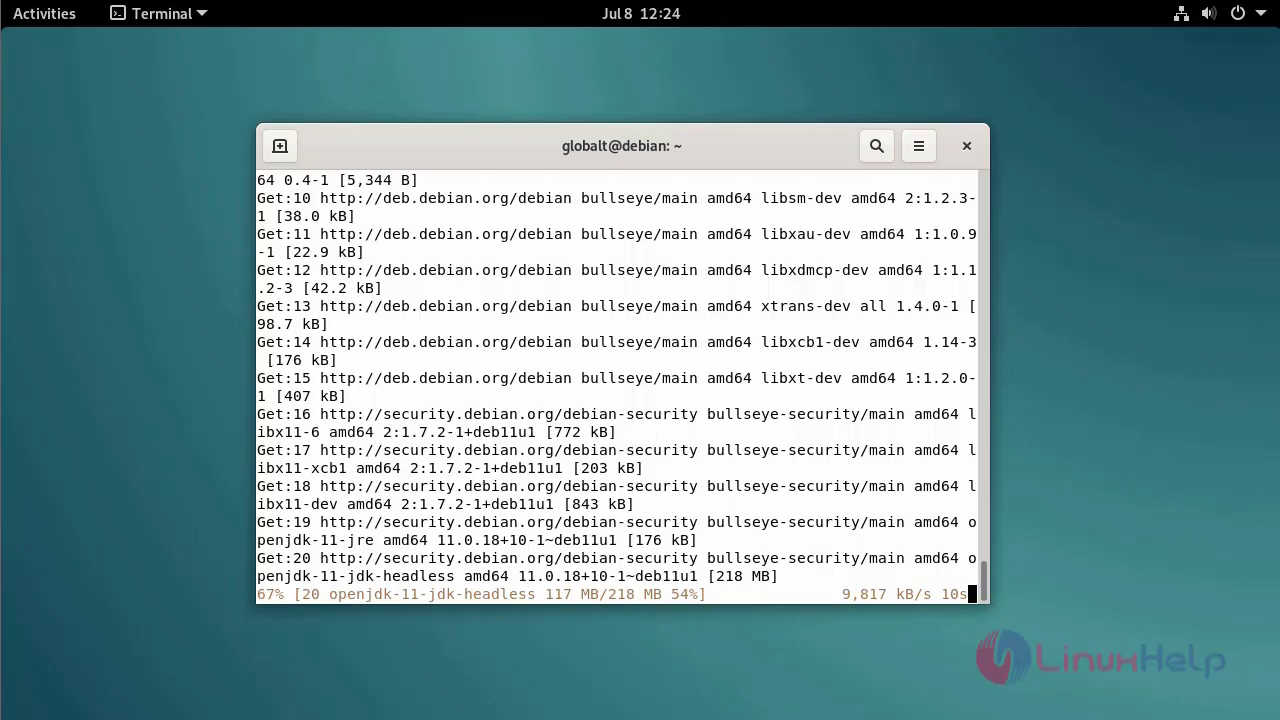 Activities Terminal Jul 8 12:24
globalt@debian: ~
64 0.4-1 [5,344 B]
Get:10 http://deb.debian.org/debian bullseye/main amd64 libsm-dev amd64 2:1.2.3-
1 [38.0 kB]
Get:11 http://deb.debian.org/debian bullseye/main amd64 libxau-dev amd64 1:1.0.9
-1 [22.9 kB]
Get:12 http://deb.debian.org/debian bullseye/main amd64 libxdmcp-dev amd64 1:1.1
.2-3 [42.2 kB]
Get:13 http://deb.debian.org/debian bullseye/main amd64 xtrans-dev all 1.4.0-1 [
98.7 kB]
Get:14 http://deb.debian.org/debian bullseye/main amd64 libxcb1-dev amd64 1.14-3
 [176 kB]
Get:15 http://deb.debian.org/debian bullseye/main amd64 libxt-dev amd64 1:1.2.0-
1 [407 kB]
Get:16 http://security.debian.org/debian-security bullseye-security/main amd64 l
ibx11-6 amd64 2:1.7.2-1+deb11u1 [772 kB]
Get:17 http://security.debian.org/debian-security bullseye-security/main amd64 l
ibx11-xcb1 amd64 2:1.7.2-1+deb11u1 [203 kB]
Get:18 http://security.debian.org/debian-security bullseye-security/main amd64 l
ibx11-dev amd64 2:1.7.2-1+deb11u1 [843 kB]
Get:19 http://security.debian.org/debian-security bullseye-security/main amd64 o
penjdk-11-jre amd64 11.0.18+10-1~deb11u1 [176 kB]
Get:20 http://security.debian.org/debian-security bullseye-security/main amd64 o
penjdk-11-jdk-headless amd64 11.0.18+10-1~deb11u1 [218 MB]
67% [20 openjdk-11-jdk-headless 117 MB/218 MB 54%] 9,817 kB/s 10s
LinuxHelp